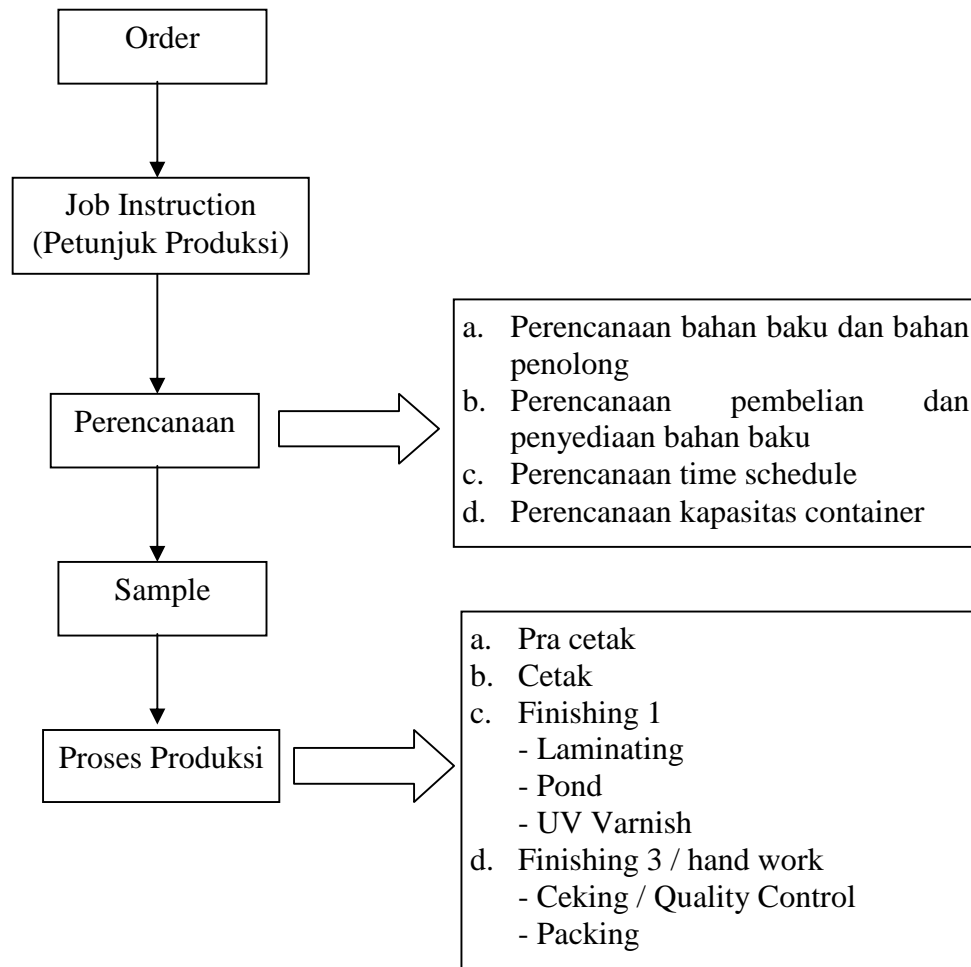 Order
Job Instruction
(Petunjuk Produksi)
Perencanaan
a. Perencanaan bahan baku dan bahan
penolong
b. Perencanaan pembelian dan
penyediaan bahan baku
c. Perencanaan time schedule
d. Perencanaan kapasitas container
Sample
Proses Produksi
a. Pra cetak
b. Cetak
c. Finishing 1
- Laminating
- Pond
- UV Varnish
d. Finishing 3 / hand work
- Ceking / Quality Control
- Packing